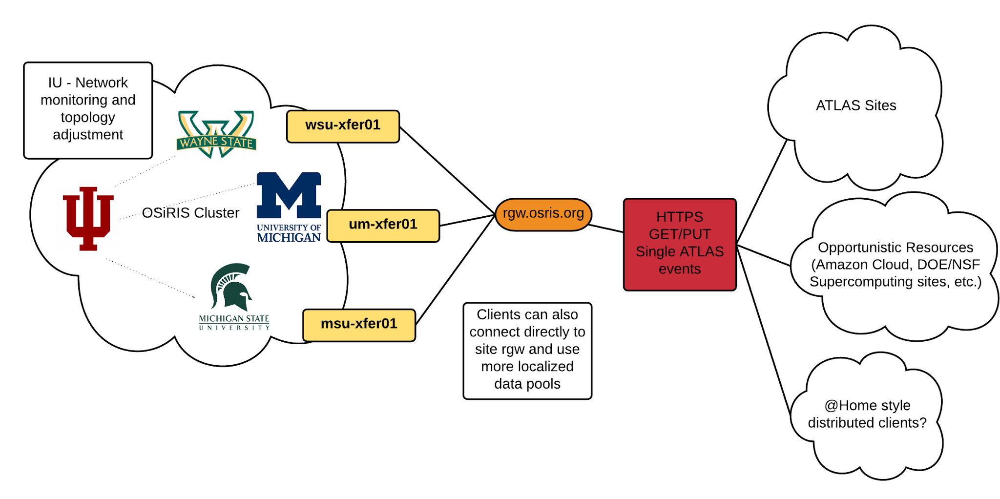 IU - Network
monitoring and
topology
adjustment
WAYNE STATE
OSiRIS Cluster
UNIVERSITY OF
MICHIGAN
MICHIGAN STATE
UNIVERSITY
wsu-xfer01
um-xfer01
msu-xfer01
rgw.osris.org
Clients can also
connect directly to
site rgw and use
more localized
data pools
HTTPS
GET/PUT
Single ATLAS
events
ATLAS Sites
Opportunistic Resources
(Amazon Cloud, DOE/NSF
Supercomputing sites, etc.)
@Home style
distributed clients?